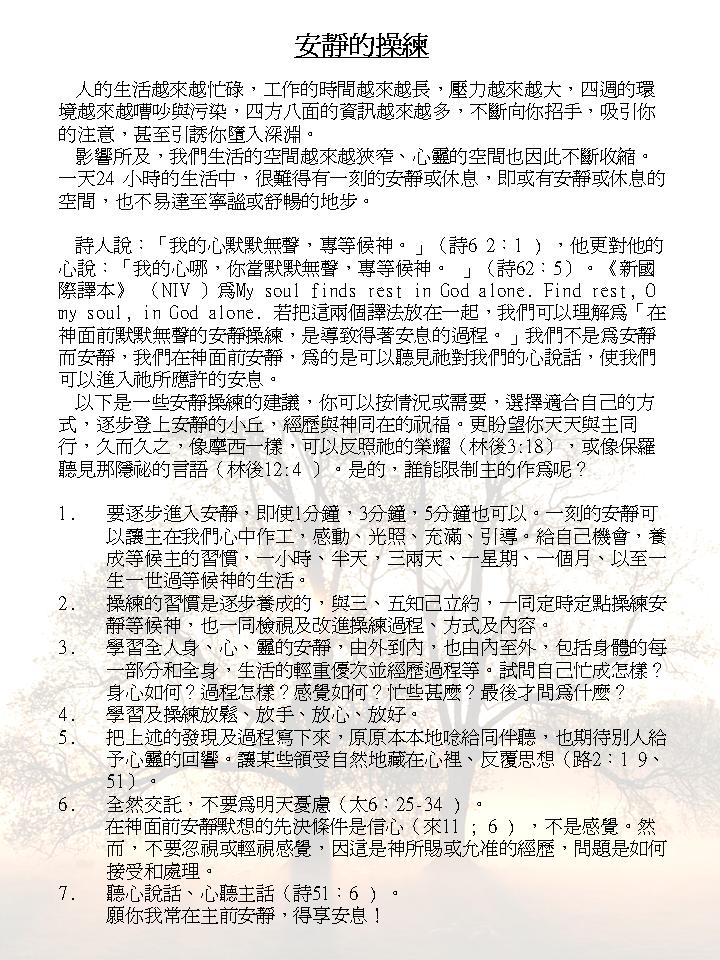 安靜的操練
人的生活越來越忙碌，工作的時間越來越長，壓力越來越大，四週的環
境越來越嘈吵與污染，四方八面的資訊越來越多，不斷向你招手，吸引你
的注意，甚至引誘你墮入深淵。
影響所及，我們生活的空間越來越狹窄、心靈的空間也因此不斷收縮。
一天24 小時的生活中，很難得有一刻的安靜或休息，即或有安靜或休息的
空間，也不易達至寧謐或舒暢的地步。
詩人說：「我的心默默無聲，專等候神。」（詩6 2：1 ），他更對他的
心說：「我的心哪，你當默默無聲，專等候神。 」（詩62：5）。《新國
際譯本》 （NIV ）爲My soul finds rest in God alone. Find rest, O
my soul, in God alone. 若把這兩個譯法放在一起，我們可以理解爲「在
神面前默默無聲的安靜操練，是導致得著安息的過程。」我們不是爲安靜
而安靜，我們在神面前安靜，爲的是可以聽見祂對我們的心說話，使我們
可以進入祂所應許的安息。
以下是一些安靜操練的建議，你可以按情況或需要，選擇適合自己的方
式，逐步登上安靜的小丘，經歷與神同在的祝福。更盼望你天天與主同
行，久而久之，像摩西一樣，可以反照祂的榮耀（林後3:18），或像保羅
聽見那隱祕的言語（林後12:4 ）。是的，誰能限制主的作爲呢？
1. 要逐步進入安靜，即使1分鐘，3分鐘，5分鐘也可以。一刻的安靜可
以讓主在我們心中作工，感動、光照、充滿、引導。給自己機會，養
成等候主的習慣，一小時、半天，三兩天、一星期、一個月、以至一
生一世過等候神的生活。
2. 操練的習慣是逐步養成的，與三、五知己立約，一同定時定點操練安
靜等候神，也一同檢視及改進操練過程、方式及內容。
3. 學習全人身、心、靈的安靜，由外到內，也由內至外，包括身體的每
一部分和全身，生活的輕重優次並經歷過程等。試問自己忙成怎樣？
身心如何？過程怎樣？感覺如何？忙些甚麼？最後才問爲什麼？
4. 學習及操練放鬆、放手、放心、放好。
5. 把上述的發現及過程寫下來，原原本本地唸給同伴聽，也期待別人給
予心靈的回響。讓某些領受自然地藏在心裡、反覆思想（路2：1 9、
51）。
6. 全然交託，不要爲明天憂慮（太6：25-34 ）。
在神面前安靜默想的先決條件是信心（來11 ; 6 ），不是感覺。然
而，不要忽視或輕視感覺，因這是神所賜或允准的經歷，問題是如何
接受和處理。
7. 聽心說話、心聽主話（詩51：6 ）。
願你我常在主前安靜，得享安息！